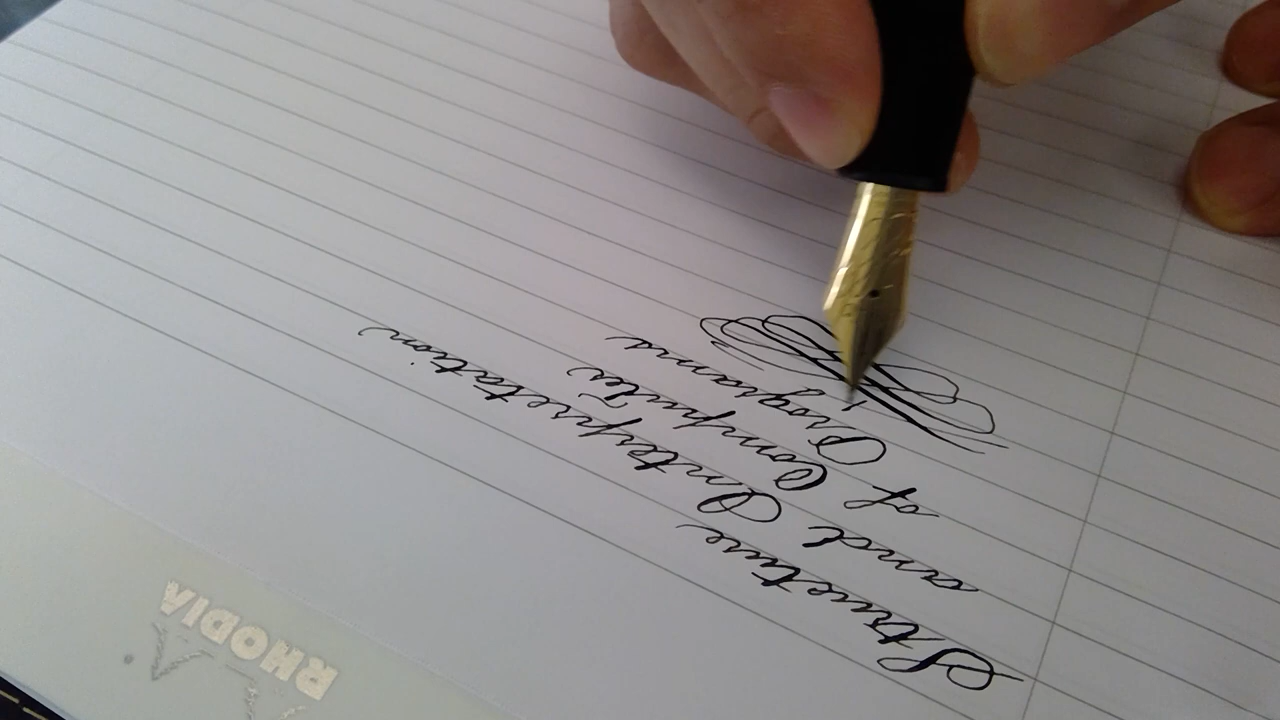 Structure
and Interpretation
of Computer
Programs
RHODIA